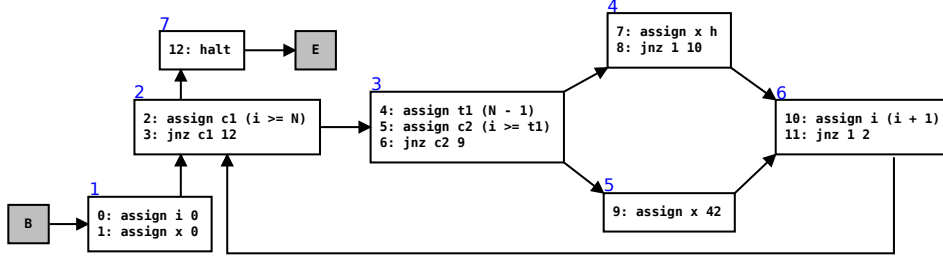 B
1
0: assign i 0
1: assign x 0
2
2: assign c1 (i >= N)
3: jnz c1 12
7
12: halt
E
3
4: assign t1 (N - 1)
5: assign c2 (i >= t1)
6: jnz c2 9
4
7: assign x h
8: jnz 1 10
5
9: assign x 42
6
10: assign i (i + 1)
11: jnz 1 2